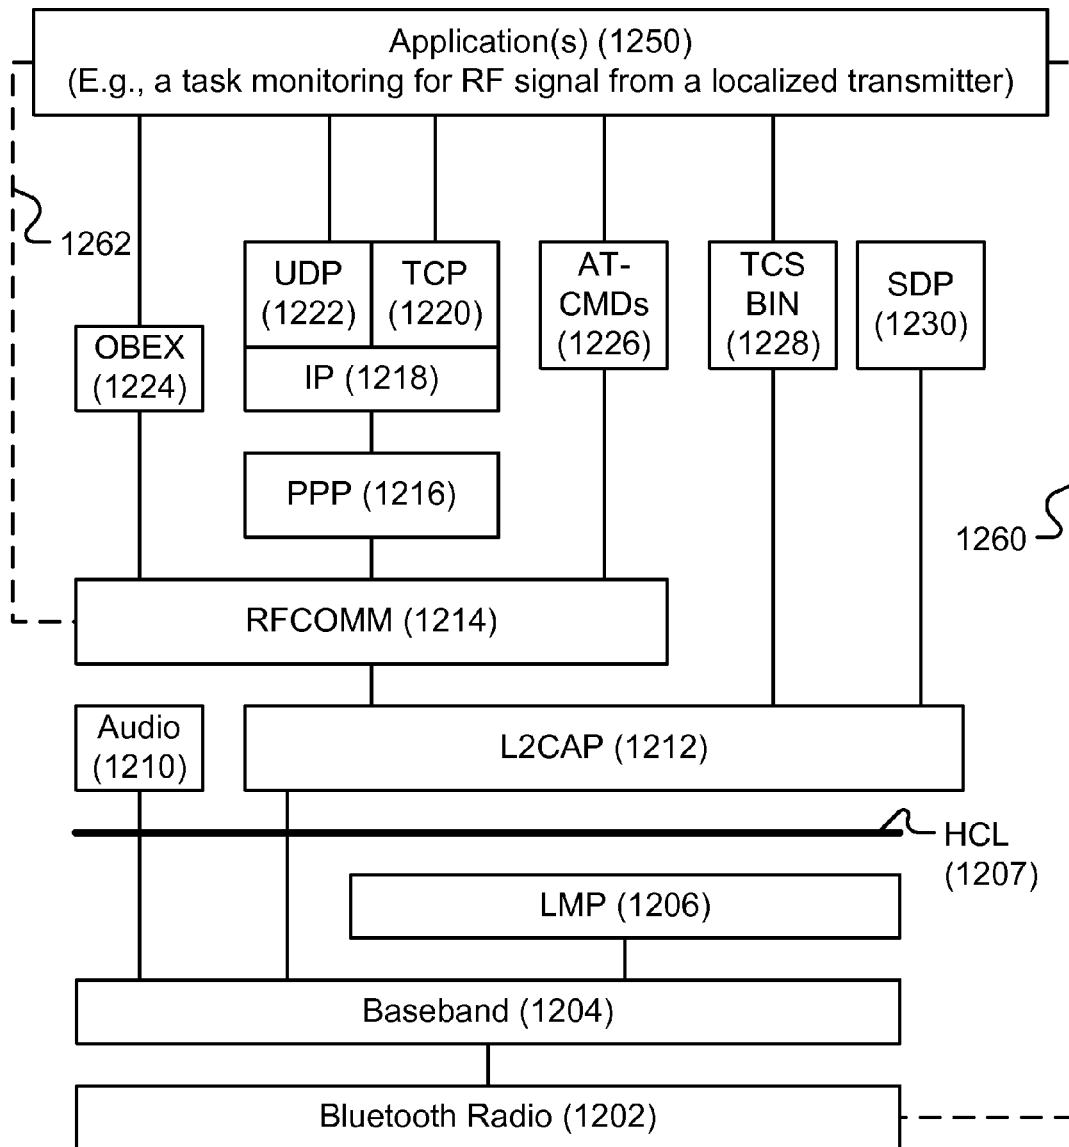 Application(s) (1250)
(E.g., a task monitoring for RF signal from a localized transmitter)
1262
UDP
(1222)
TCP
(1220)
AT-
CMDs
(1226)
TCS
BIN
(1228)
SDP
(1230)
OBEX
(1224)
IP (1218)
PPP (1216)
1260
RFCOMM (1214)
Audio
(1210)
L2CAP (1212)
HCL
(1207)
LMP (1206)
Baseband (1204)
Bluetooth Radio (1202)